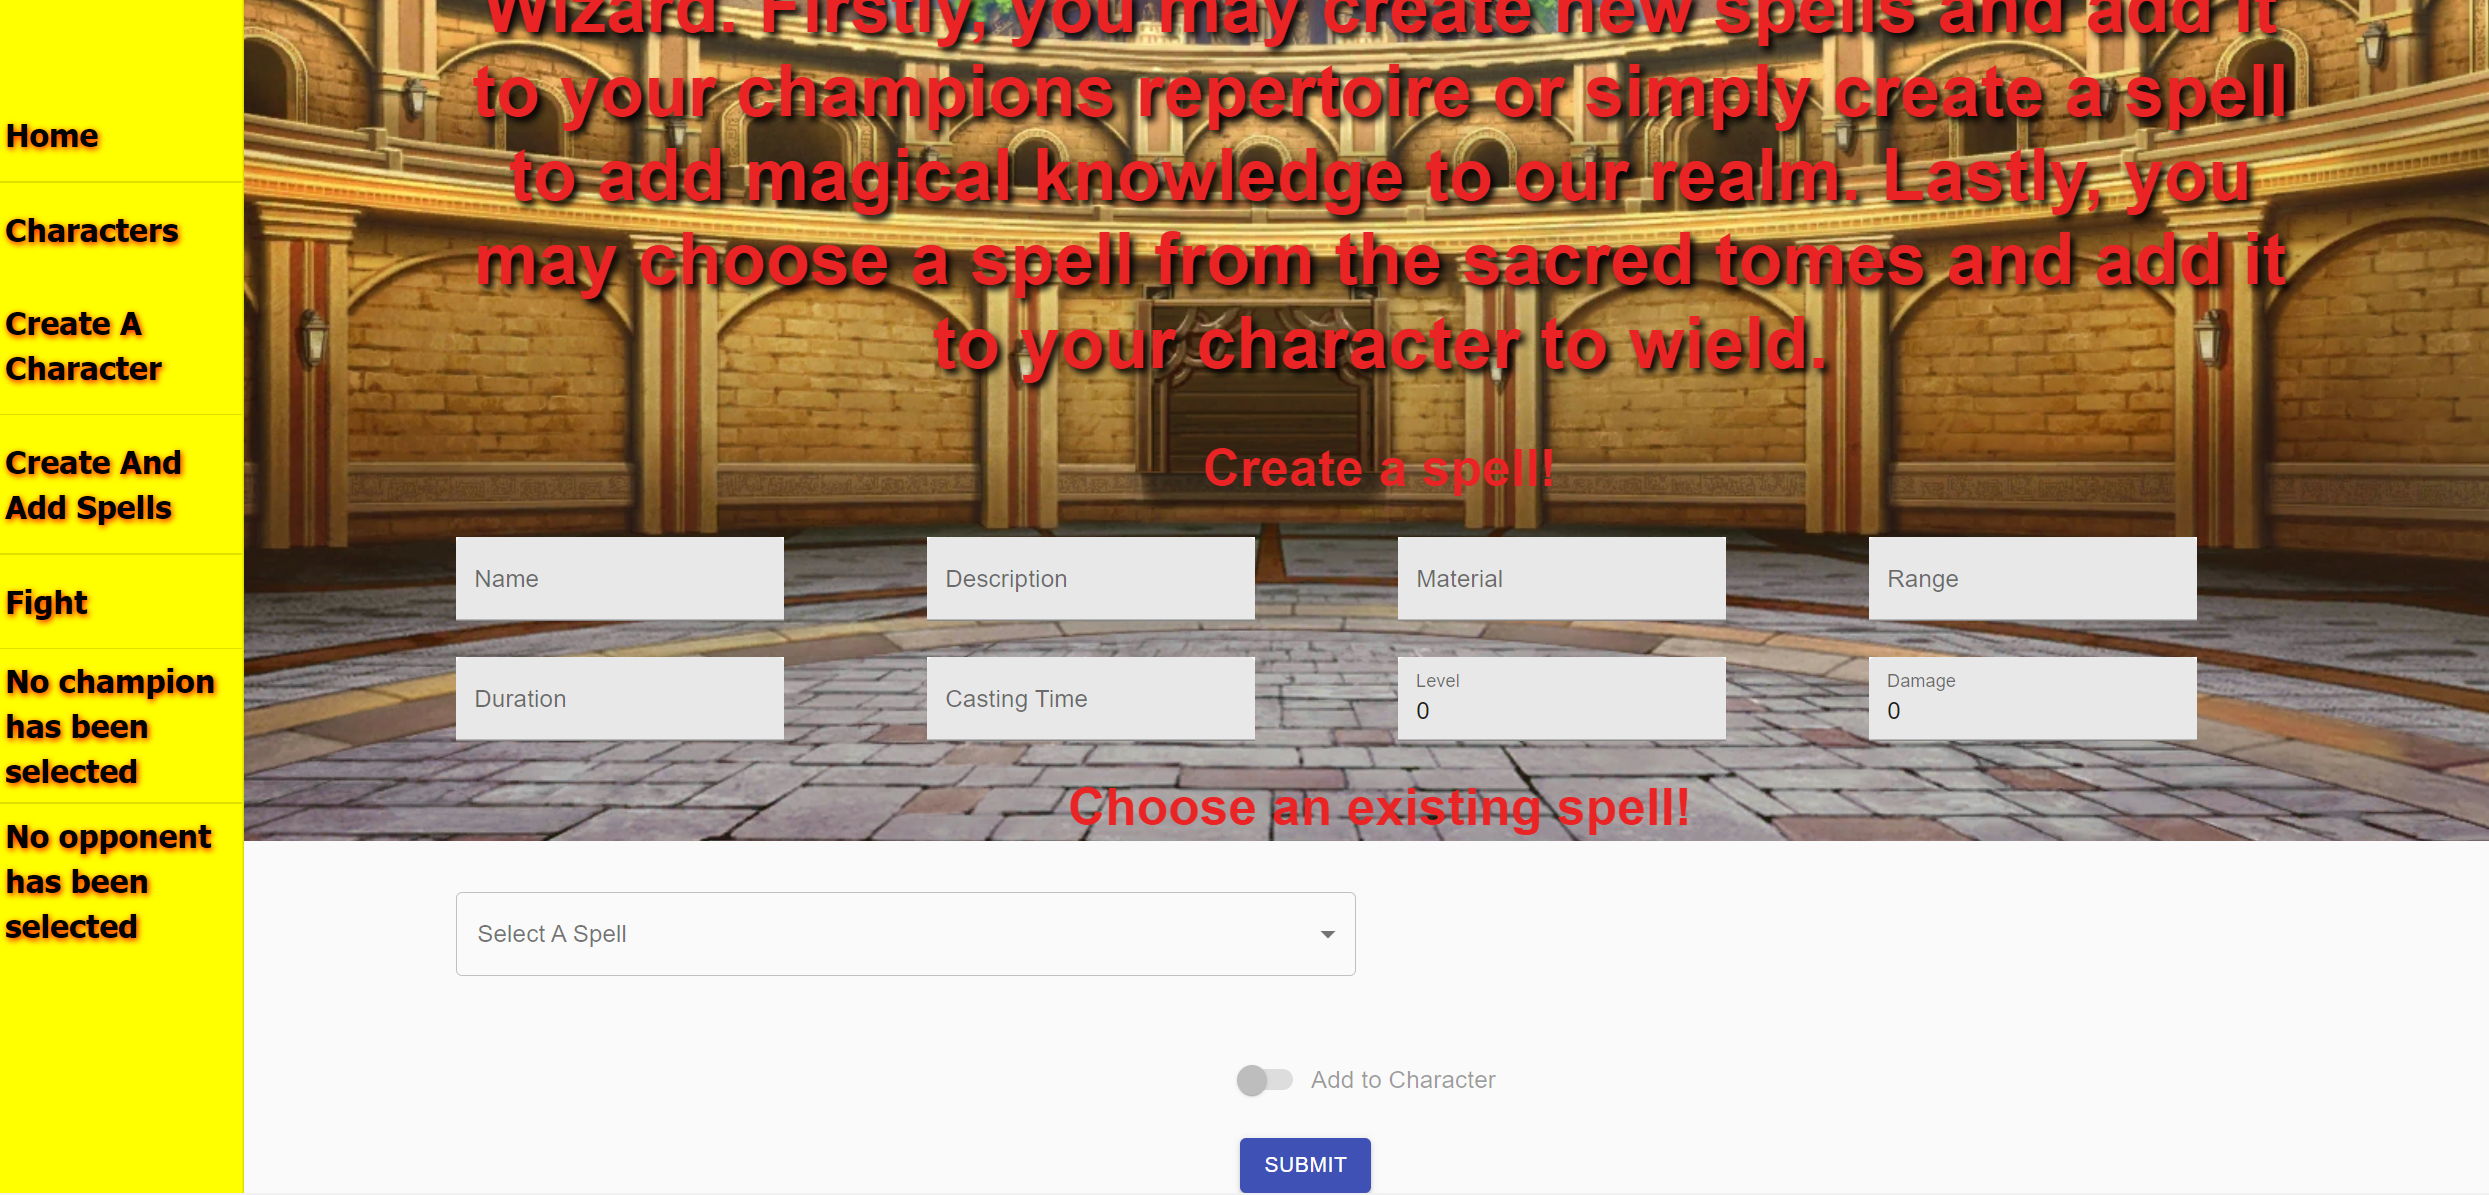 Home
Characters
Create A
Character
Create And
Add Spells
Fight
No champion
has been
selected
No opponent
has been
selected
Wizard. Firstly, you may create new spells and add it
to your champions repertoire or simply create a spell
to add magical knowledge to our realm. Lastly, you
may choose a spell from the sacred tomes and add it
to your character to wield.
Create a spell!
Name
Description
Material
Range
Duration
Casting Time
Level
0
Damage
0
Choose an existing spell!
Select A Spell
Add to Character
SUBMIT